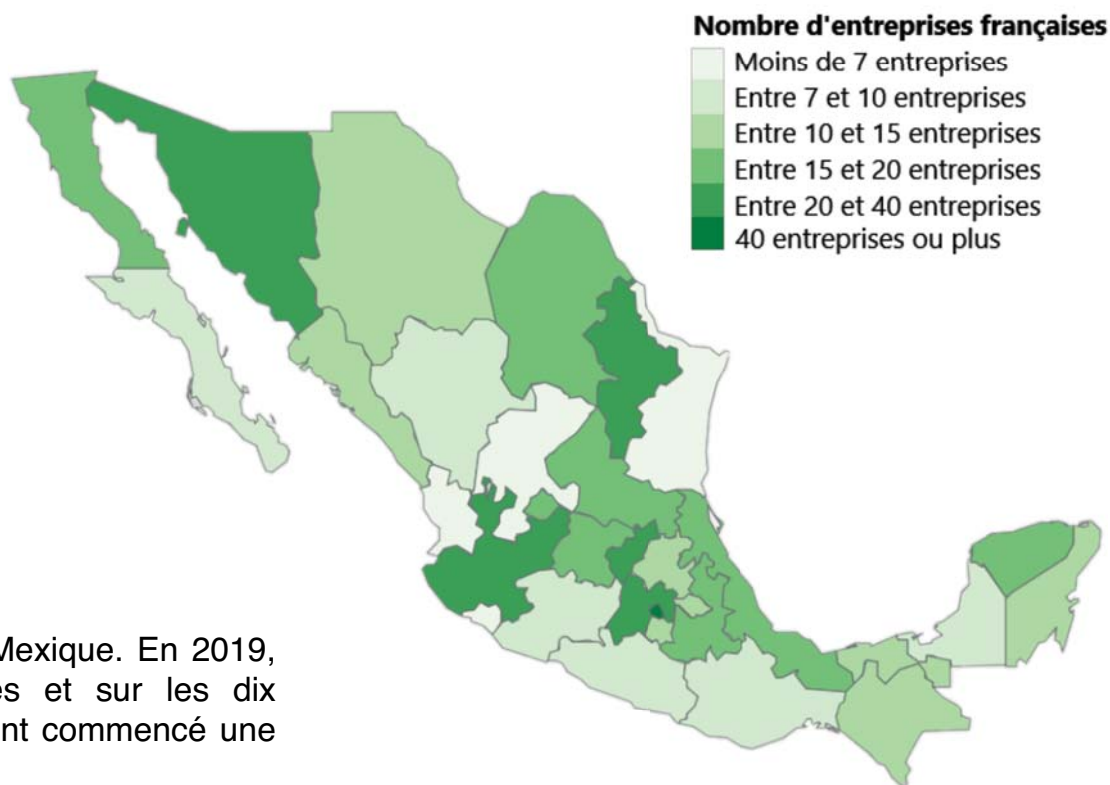 Nombre d'entreprises françaises
Moins de 7 entreprises
Entre 7 et 10 entreprises
Entre 10 et 15 entreprises
Entre 15 et 20 entreprises
Entre 20 et 40 entreprises
40 entreprises ou plus
Mexique. En 2019,
es et sur les dix
nt commencé une